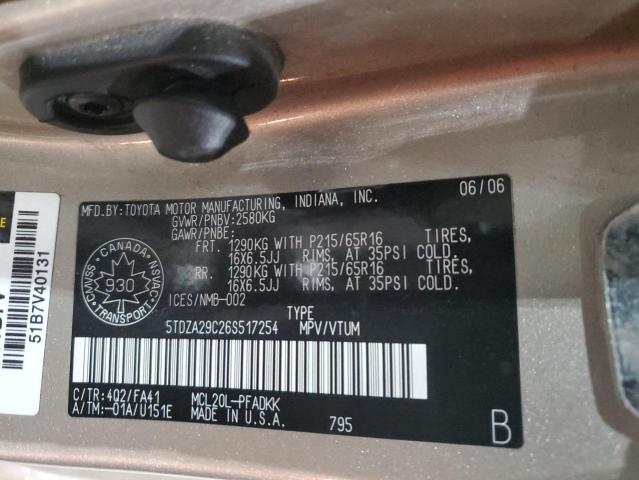 MFD.BY:TOYOTA MOTOR MANUFACTURING, INDIANA, INC. 06/06
GVWR/PNBV:2580KG
GAWR/PNBE:
FRT. 1290KG WITH P215/65R16 TIRES,
16X6.5JJ RIMS, AT 35PSI COLD.
RR. 1290KG WITH P215/65R16 TIRES,
16X6.5JJ RIMS, AT 35PSI COLD.
ICES/NMB-002
CANADA
CMVSS
NSVAC
930
TRANSPORT
TYPE
5TDZA29C26S517254 MPV/VTUM
C/TR:4Q2/FA41 MCL20L-PFADKK
A/TM:-01A/U151E MADE IN U.S.A. 795
B
51B7V40131